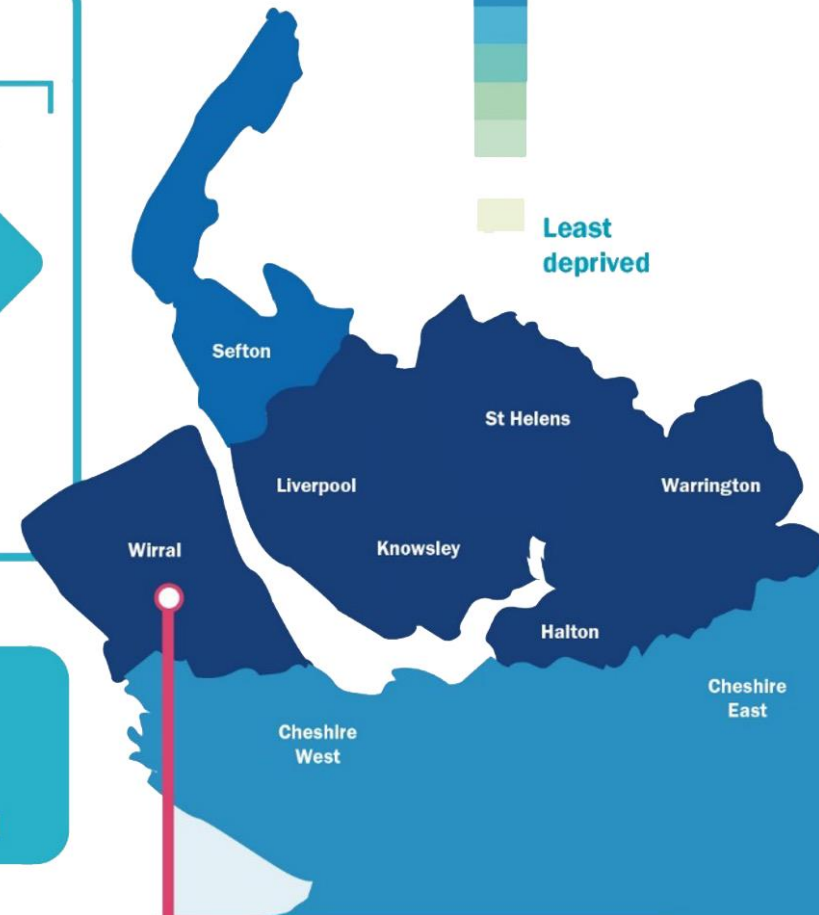 Least
deprived
Sefton
St Helens
Liverpool
Warrington
Wirral
Knowsley
Halton
Cheshire
East
Cheshire
West